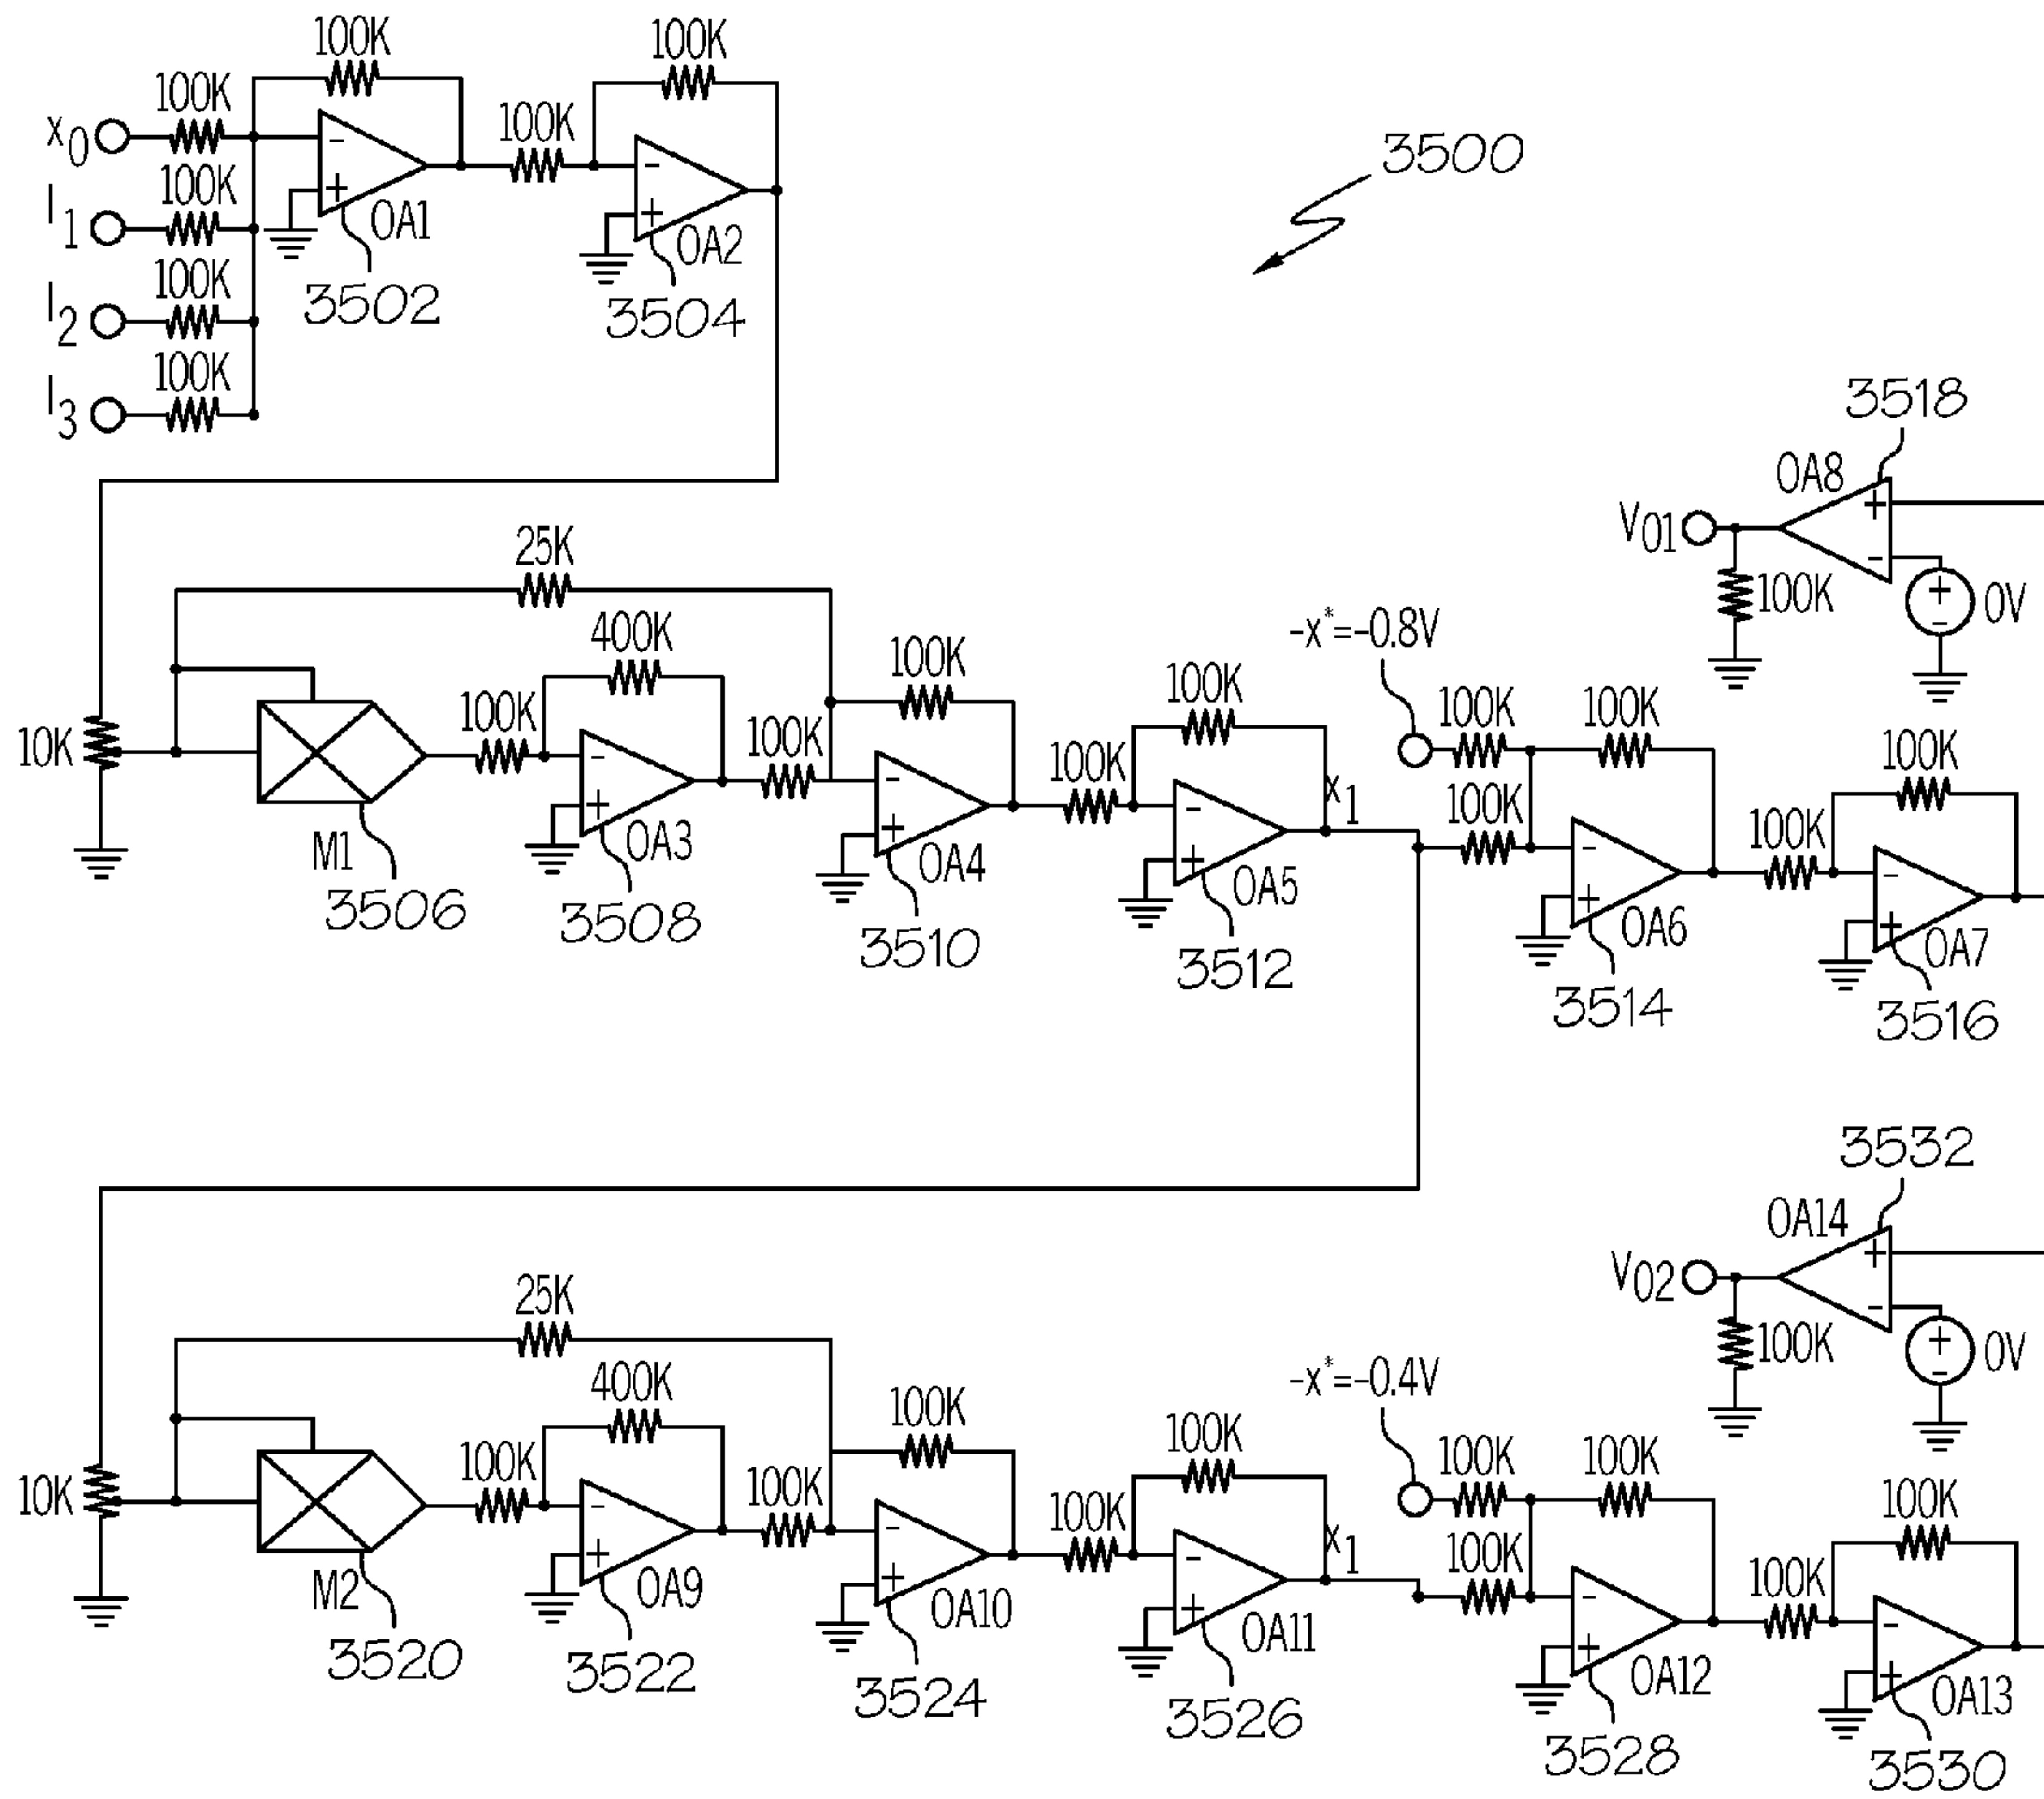 100K
100K
100K
x0
100K
3500
100K
OA1
OA2
I1
3502
3504
100K
I2
100K
I3
3518
OA8
+
-
VO1
100K
+
-
0V
25K
-x*=-0.8V
400K
100K
100K
100K
100K
100K
100K
10K
100K
100K
100K
x1
100K
M1
OA3
OA4
OA5
OA6
OA7
3506
3508
3510
3512
3514
3516
3532
OA14
+
-
VO2
100K
+
-
0V
25K
-x*=-0.4V
400K
100K
100K
100K
100K
100K
100K
10K
100K
100K
100K
x1
100K
M2
OA9
OA10
OA11
OA12
OA13
3520
3522
3524
3526
3528
3530